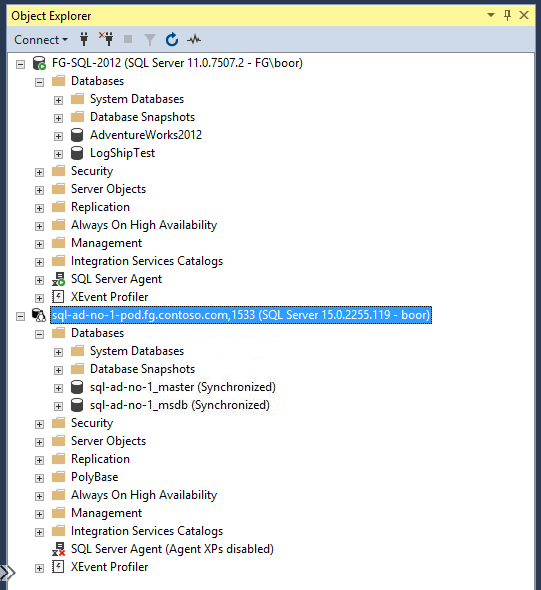 Object Explorer
Connect
FG-SQL-2012 (SQL Server 11.0.7507.2 - FG\boor)
Databases
System Databases
Database Snapshots
AdventureWorks2012
LogShipTest
Security
Server Objects
Replication
Always On High Availability
Management
Integration Services Catalogs
SQL Server Agent
XEvent Profiler
sql-ad-no-1-pod.fg.contoso.com,1533 (SQL Server 15.0.2255.119 - boor)
Databases
System Databases
Database Snapshots
sql-ad-no-1_master (Synchronized)
sql-ad-no-1_msdb (Synchronized)
Security
Server Objects
Replication
PolyBase
Always On High Availability
Management
Integration Services Catalogs
SQL Server Agent (Agent XPs disabled)
XEvent Profiler